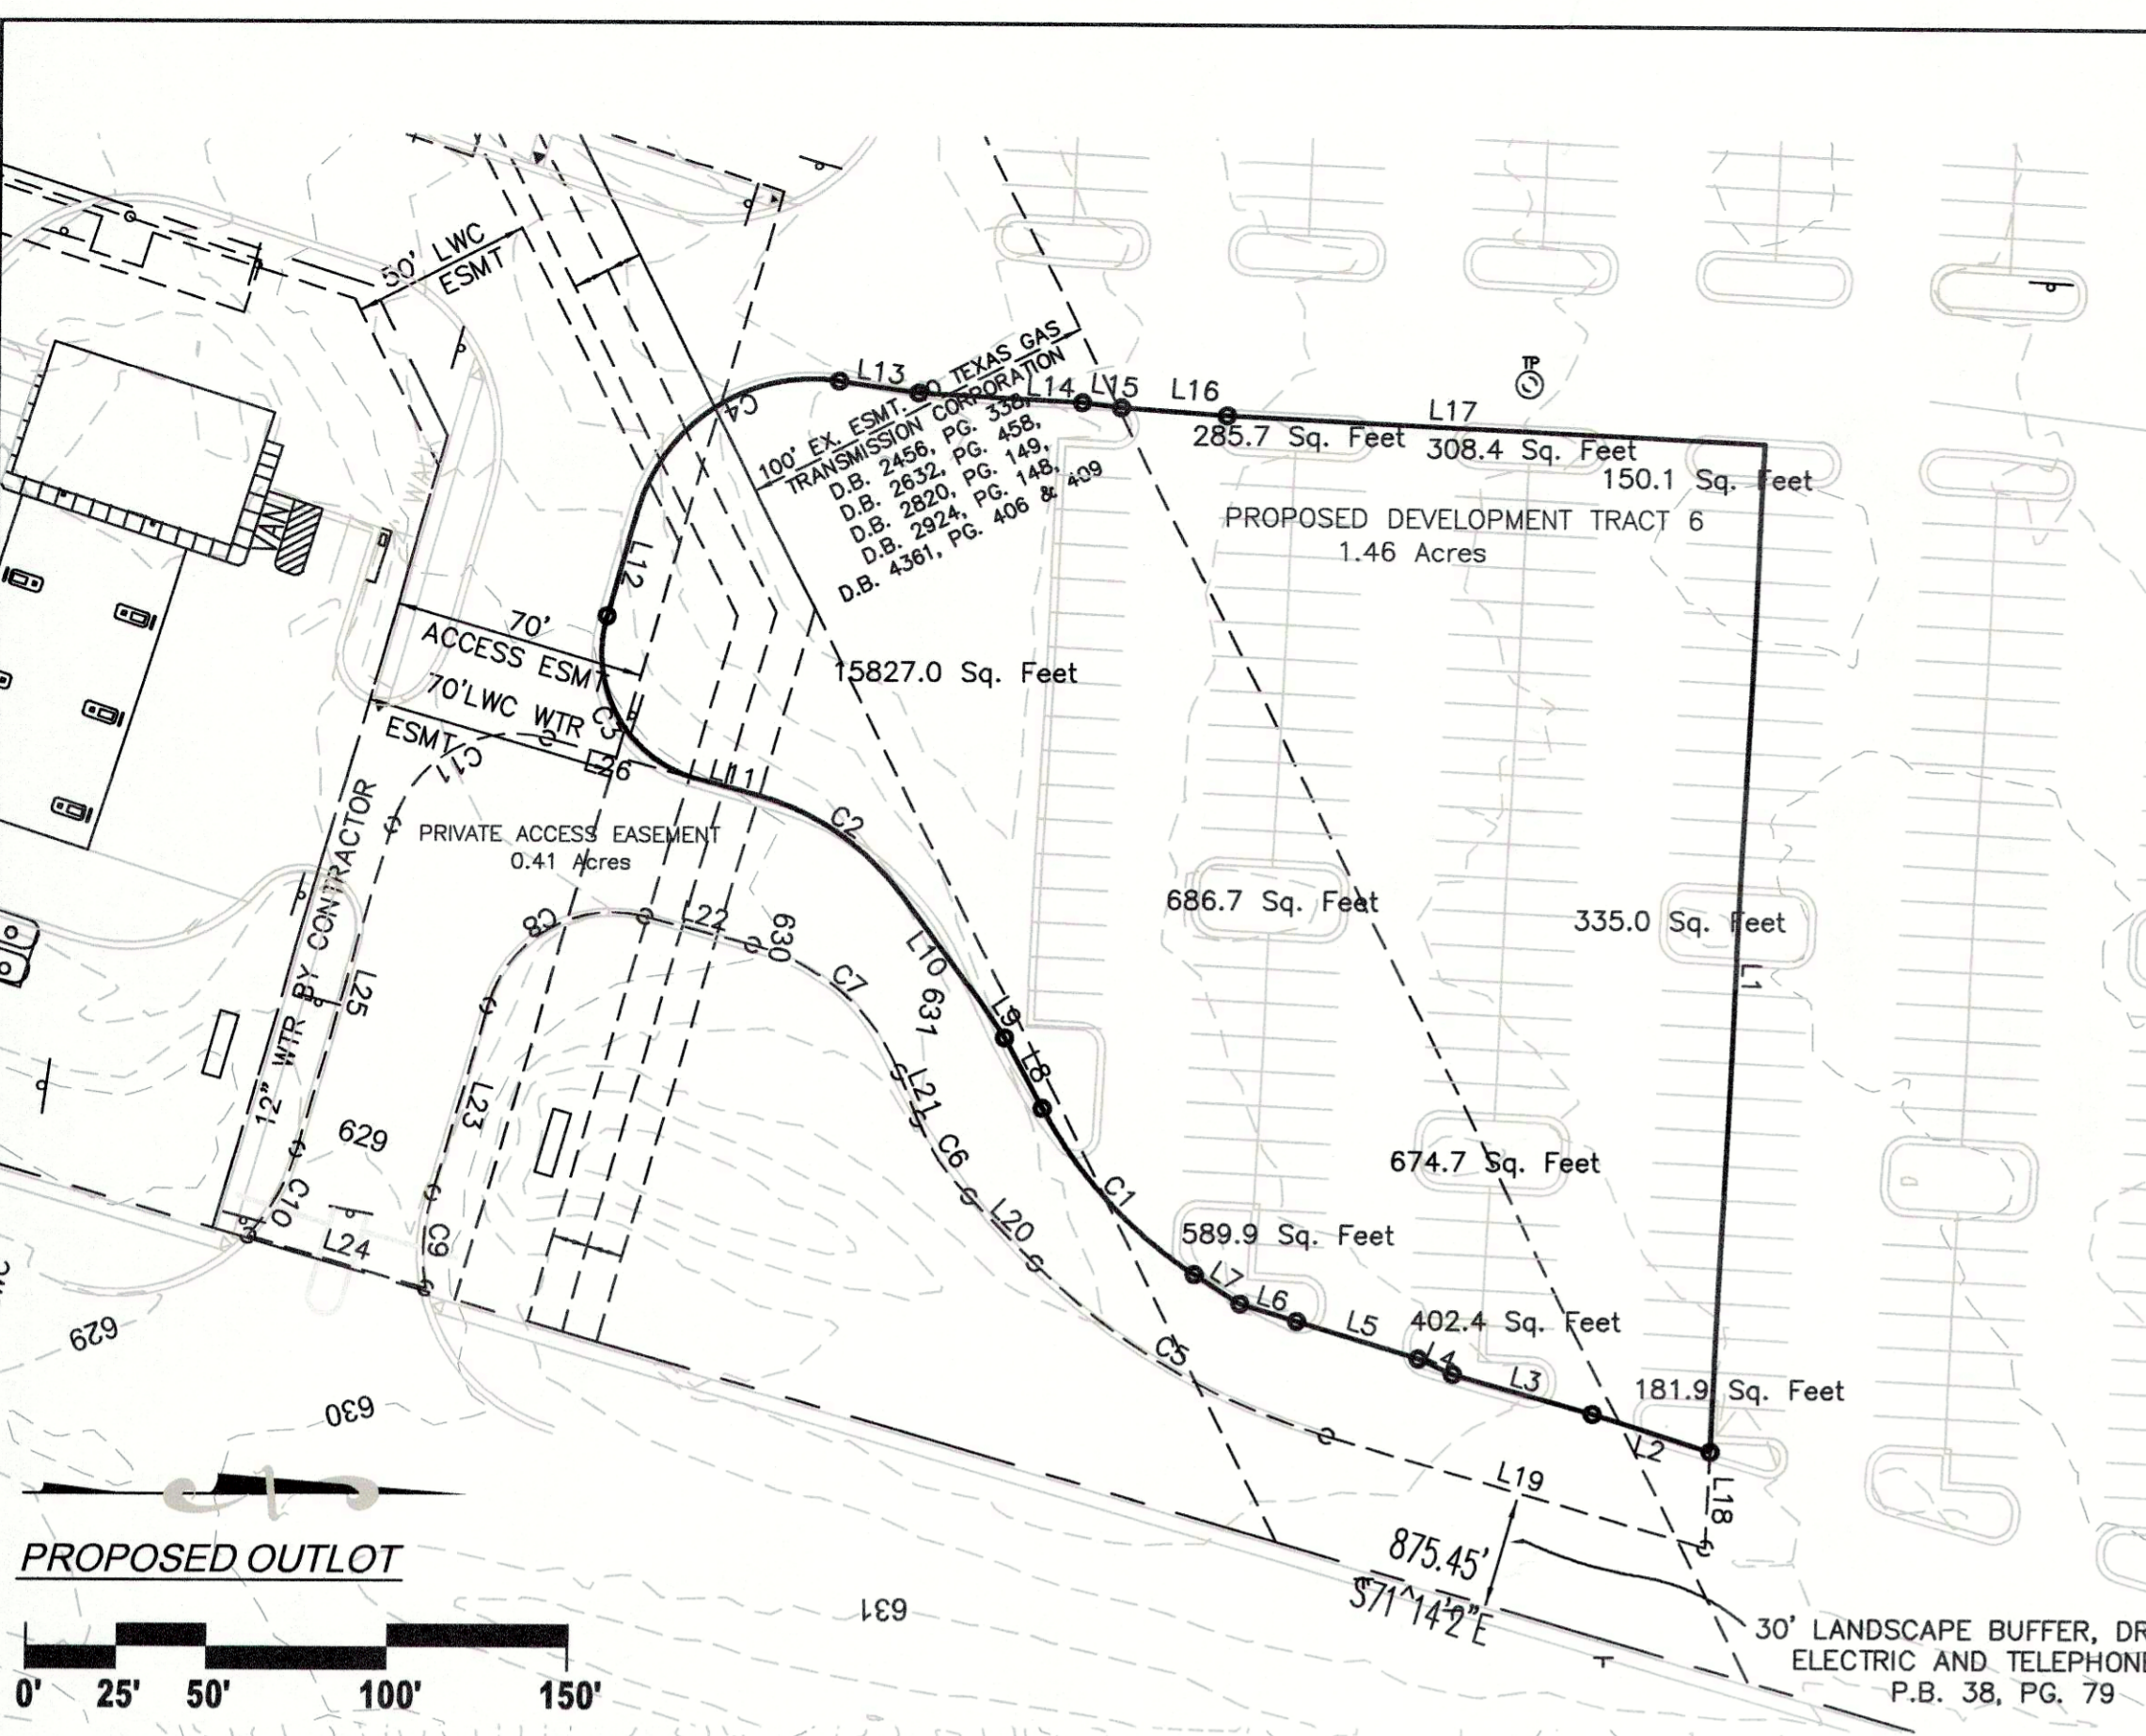 50' LWC
ESMT
100' EX. ESMT. TO TEXAS GAS
TRANSMISSION CORPORATION
D.B. 2456, PG. 338,
D.B. 2632, PG. 458,
D.B. 2820, PG. 149,
D.B. 2924, PG. 148,
D.B. 4361, PG. 406 & 409
L13
L14
L15
L16
L17
TP
C4
285.7 Sq. Feet
308.4 Sq. Feet
150.1 Sq. Feet
PROPOSED DEVELOPMENT TRACT 6
1.46 Acres
WALL
VAN
L12
70'
ACCESS ESMT
70'LWC WTR
ESMT
C3
C11
L26
L11
15827.0 Sq. Feet
C2
PRIVATE ACCESS EASEMENT
0.41 Acres
12" WTR BY CONTRACTOR
686.7 Sq. Feet
335.0 Sq. Feet
L1
C8
L22
630
C7
L10
631
L25
L9
L8
L23
L21
C6
629
674.7 Sq. Feet
C1
C10
L24
C9
L20
589.9 Sq. Feet
L7
L6
L5
402.4 Sq. Feet
L4
L3
181.9 Sq. Feet
L2
C5
629
630
L19
L18
875.45'
S71^14'2"E
PROPOSED OUTLOT
631
30' LANDSCAPE BUFFER, DR
ELECTRIC AND TELEPHON
P.B. 38, PG. 79
0' 25' 50' 100' 150'